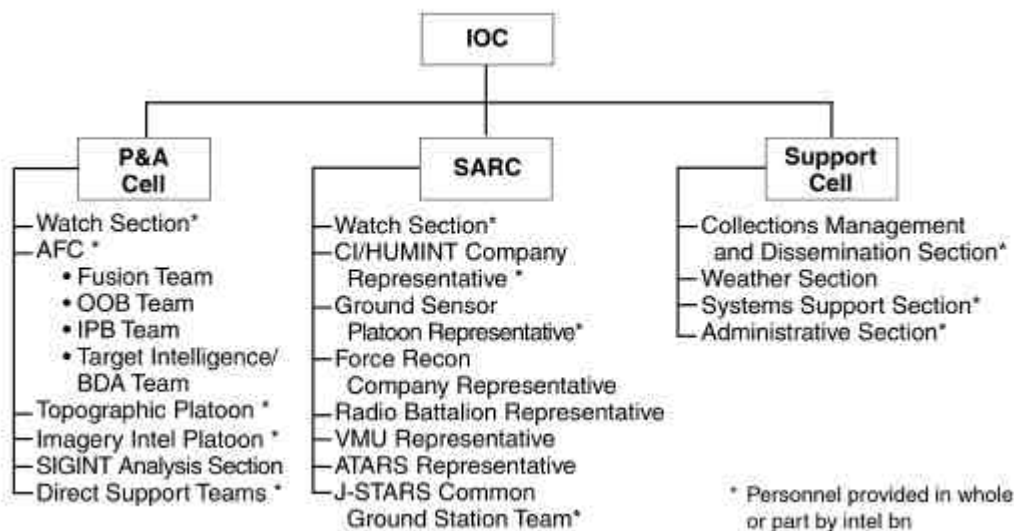 IOC
P&A
Cell
Watch Section*
AFC *
• Fusion Team
• OOB Team
• IPB Team
• Target Intelligence/
BDA Team
Topographic Platoon *
Imagery Intel Platoon *
SIGINT Analysis Section
Direct Support Teams *
SARC
Watch Section*
CI/HUMINT Company
Representative *
Ground Sensor
Platoon Representative*
Force Recon
Company Representative
Radio Battalion Representative
VMU Representative
ATARS Representative
J-STARS Common
Ground Station Team*
Support
Cell
Collections Management
and Dissemination Section*
Weather Section
Systems Support Section*
Administrative Section*
* Personnel provided in whole
or part by intel bn